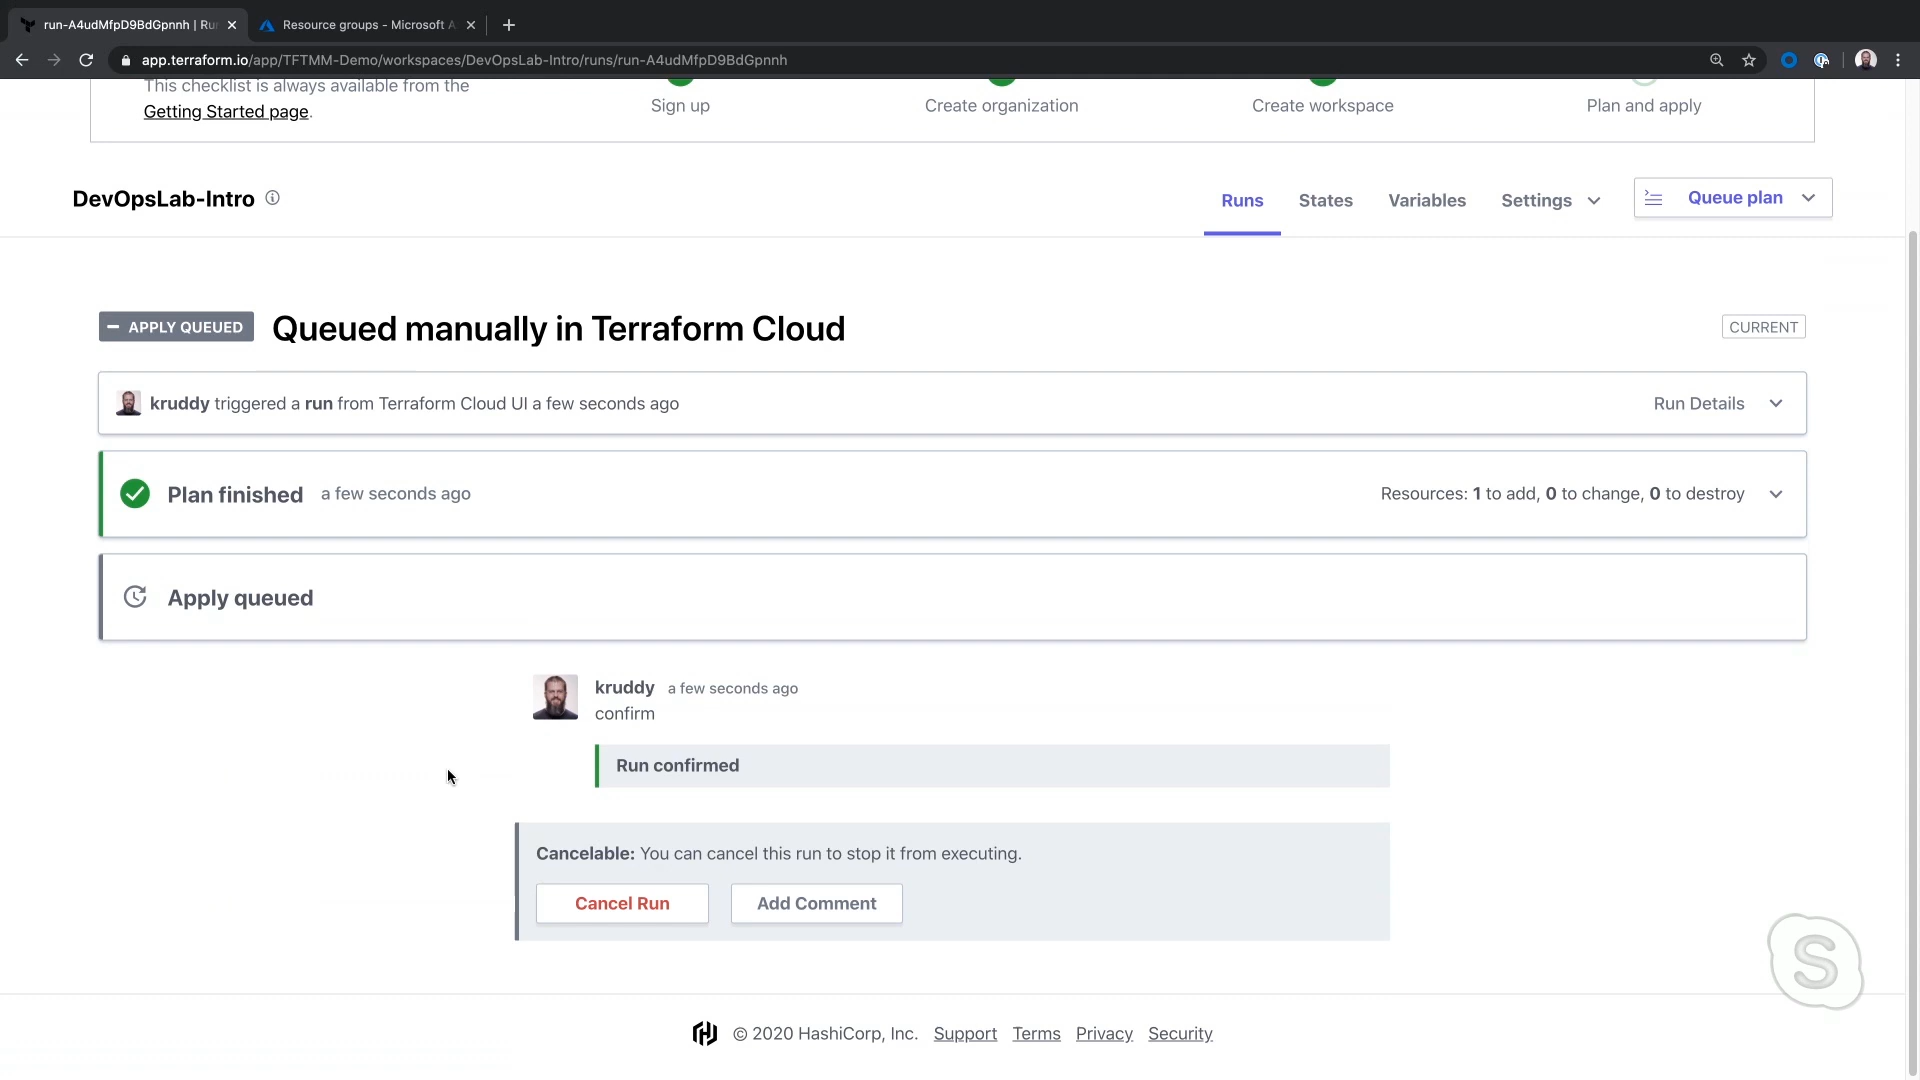 run-A4udMfpD9BdGpnnh | Ru
Resource groups - Microsoft A
app.terraform.io/app/TFTMM-Demo/workspaces/DevOpsLab-Intro/runs/run-A4udMfpD9BdGpnnh
This checklist is always available from the
Getting Started page.
Sign up
Create organization
Create workspace
Plan and apply
DevOpsLab-Intro
Runs
States
Variables
Settings
Queue plan
APPLY QUEUED
Queued manually in Terraform Cloud
CURRENT
kruddy triggered a run from Terraform Cloud UI a few seconds ago
Run Details
Plan finished a few seconds ago
Resources: 1 to add, 0 to change, 0 to destroy
Apply queued
kruddy a few seconds ago
confirm
Run confirmed
Cancelable: You can cancel this run to stop it from executing.
Cancel Run
Add Comment
S
© 2020 HashiCorp, Inc. Support Terms Privacy Security